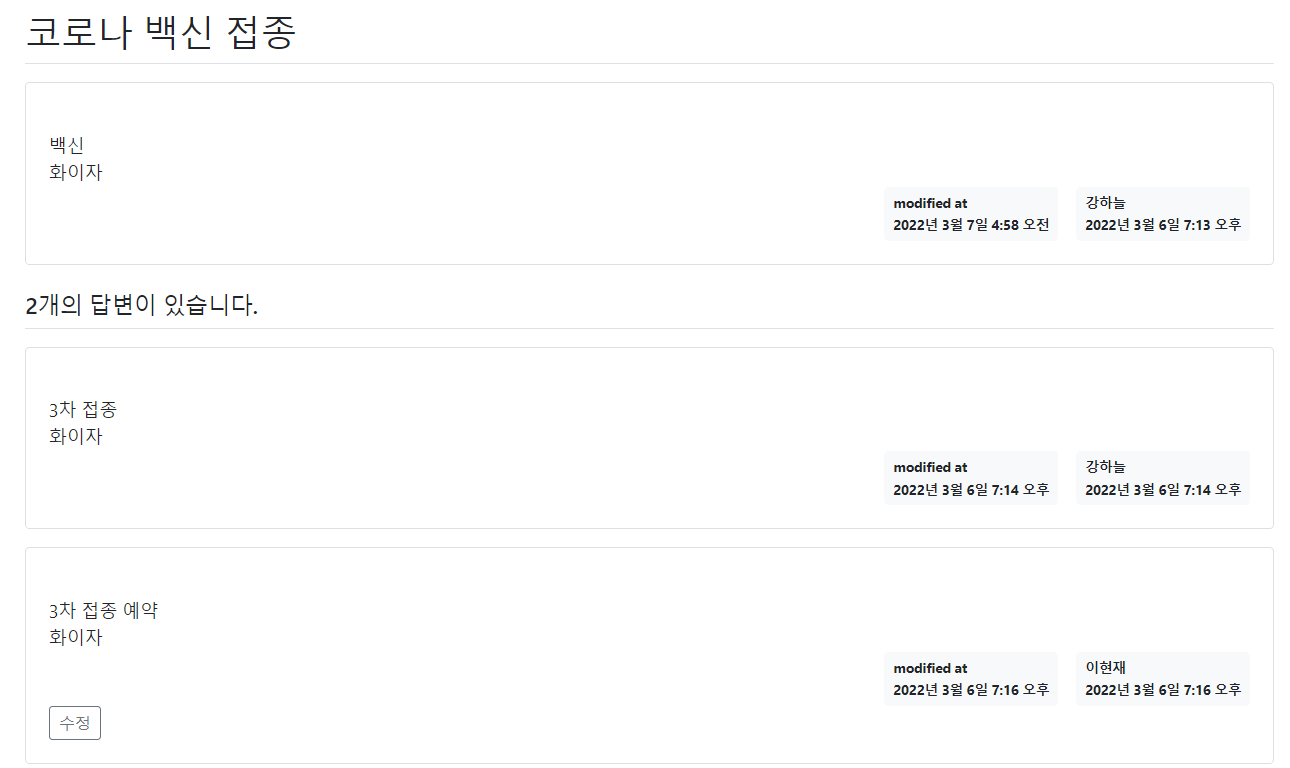 코로나 백신 접종
백신
화이자
modified at
2022년 3월 7일 4:58 오전
강하늘
2022년 3월 6일 7:13 오후
2개의 답변이 있습니다.
3차 접종
화이자
modified at
2022년 3월 6일 7:14 오후
강하늘
2022년 3월 6일 7:14 오후
3차 접종 예약
화이자
modified at
2022년 3월 6일 7:16 오후
이현재
2022년 3월 6일 7:16 오후
수정